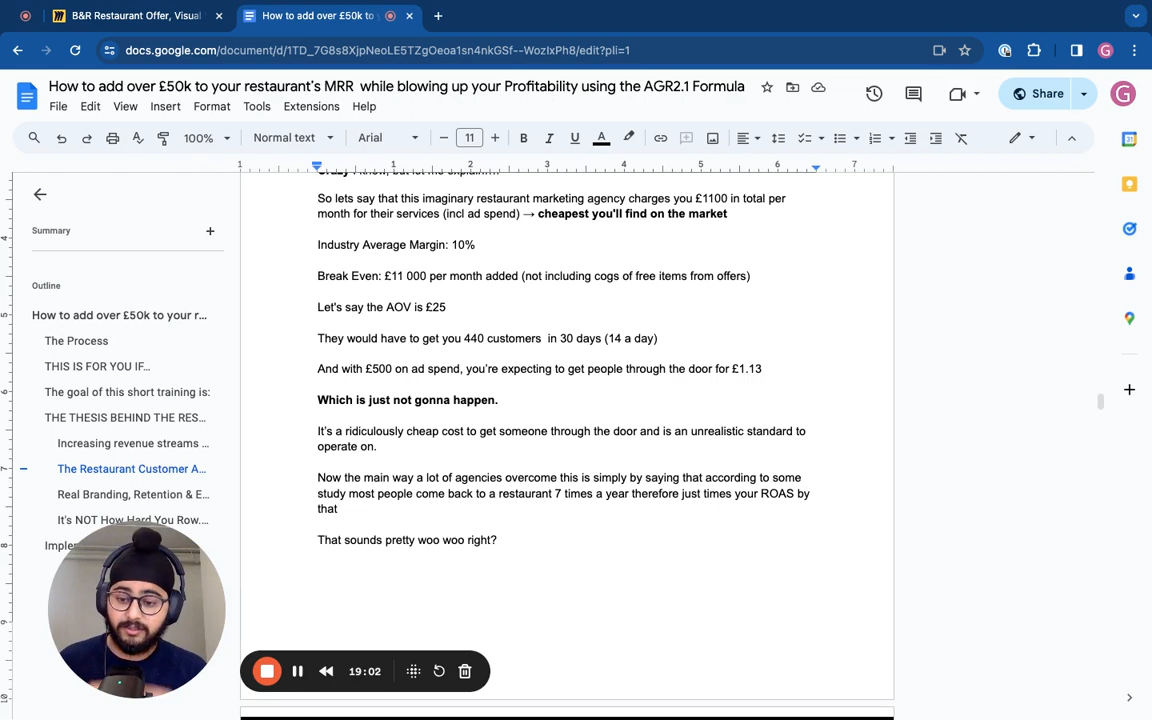 B&R Restaurant Offer, Visual
How to add over £50k to
docs.google.com/document/d/1TD_7G8s8XjpNeoLE5TZgOeoa1sn4nkGSf--WozIxPh8/edit?pli=1
G
How to add over £50k to your restaurant's MRR while blowing up your Profitability using the AGR2.1 Formula
File Edit View Insert Format Tools Extensions Help
Share
G
100%
Normal text
Arial
11
B I U A
1 1 2 3 4 5 6 7
Summary
Outline
How to add over £50k to your r...
The Process
THIS IS FOR YOU IF...
The goal of this short training is:
THE THESIS BEHIND THE RES...
Increasing revenue streams ...
The Restaurant Customer A...
Real Branding, Retention & E...
It's NOT How Hard You Row....
So lets say that this imaginary restaurant marketing agency charges you £1100 in total per
month for their services (incl ad spend) → cheapest you'll find on the market
Industry Average Margin: 10%
Break Even: £11 000 per month added (not including cogs of free items from offers)
Let's say the AOV is £25
They would have to get you 440 customers in 30 days (14 a day)
And with £500 on ad spend, you're expecting to get people through the door for £1.13
Which is just not gonna happen.
It's a ridiculously cheap cost to get someone through the door and is an unrealistic standard to
operate on.
Now the main way a lot of agencies overcome this is simply by saying that according to some
study most people come back to a restaurant 7 times a year therefore just times your ROAS by
that
That sounds pretty woo woo right?
19:02